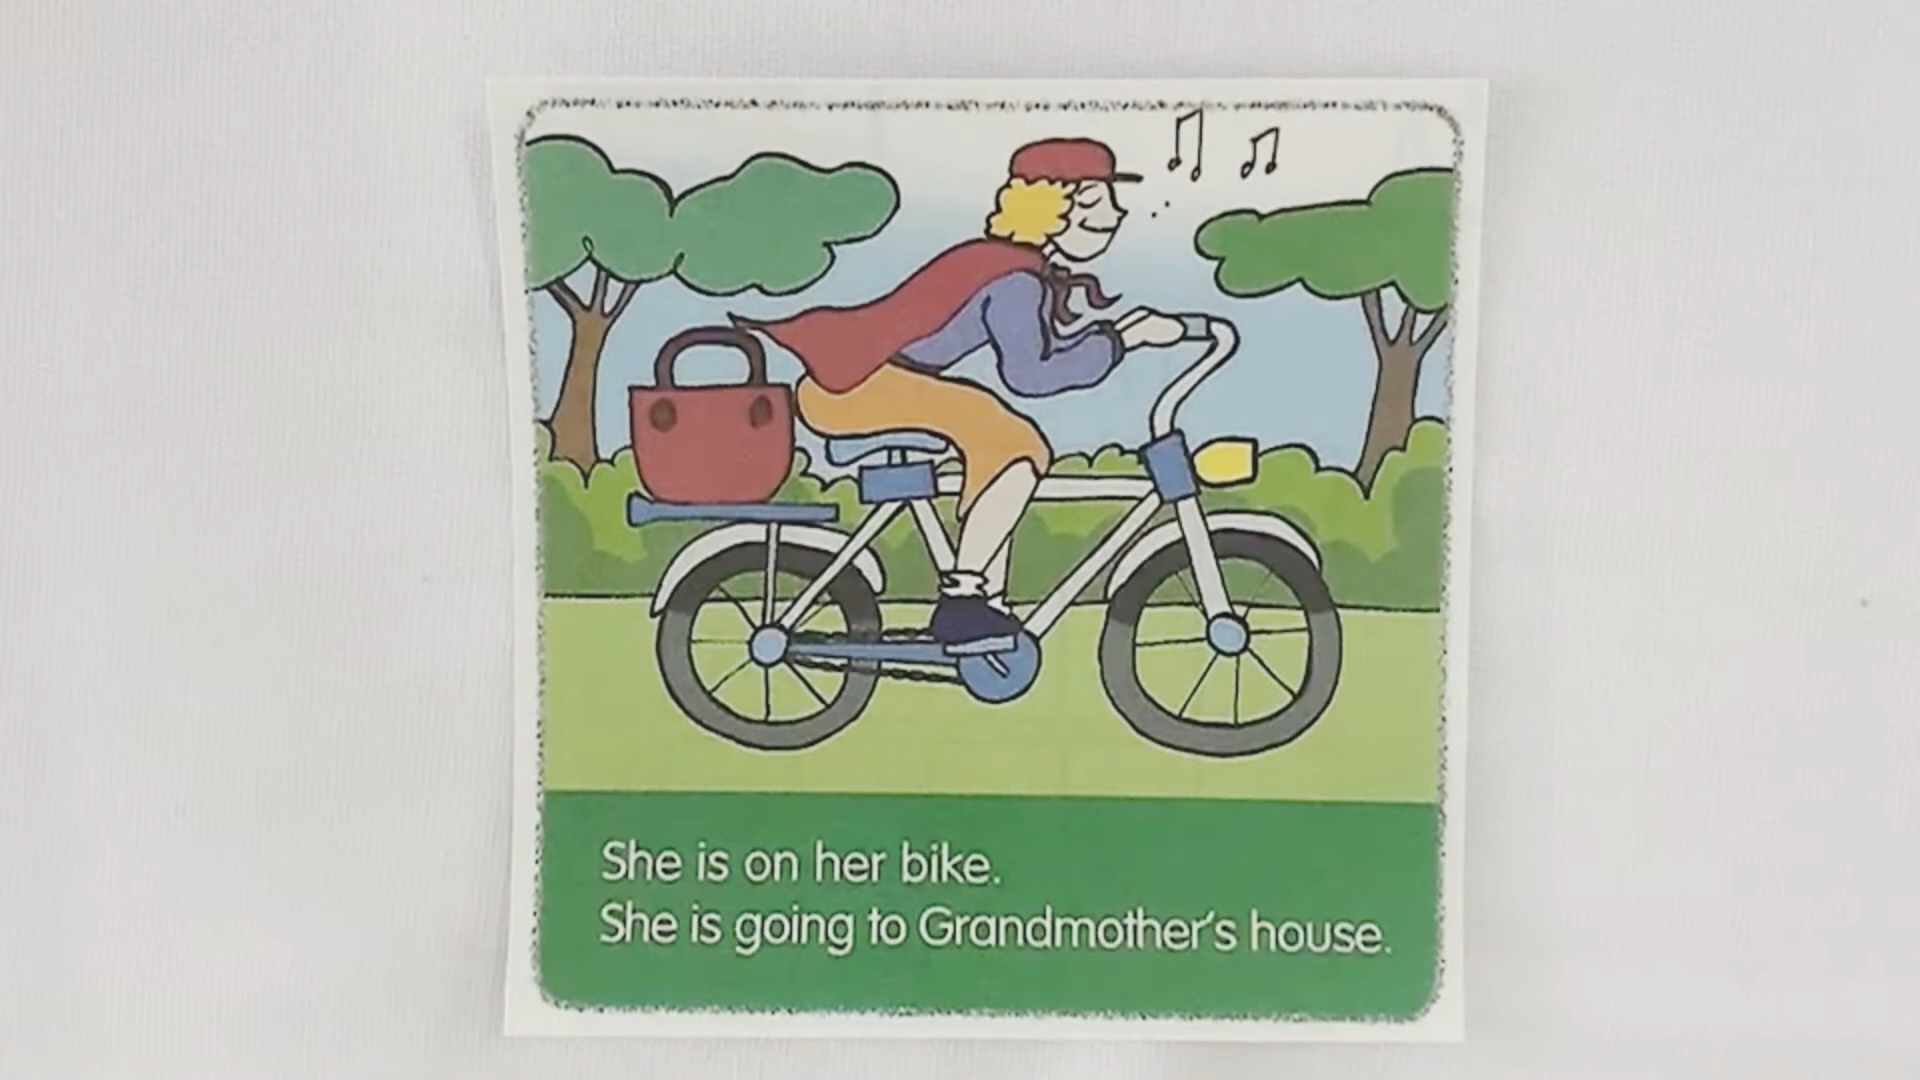 She is on her bike.
She is going to Grandmother's house.